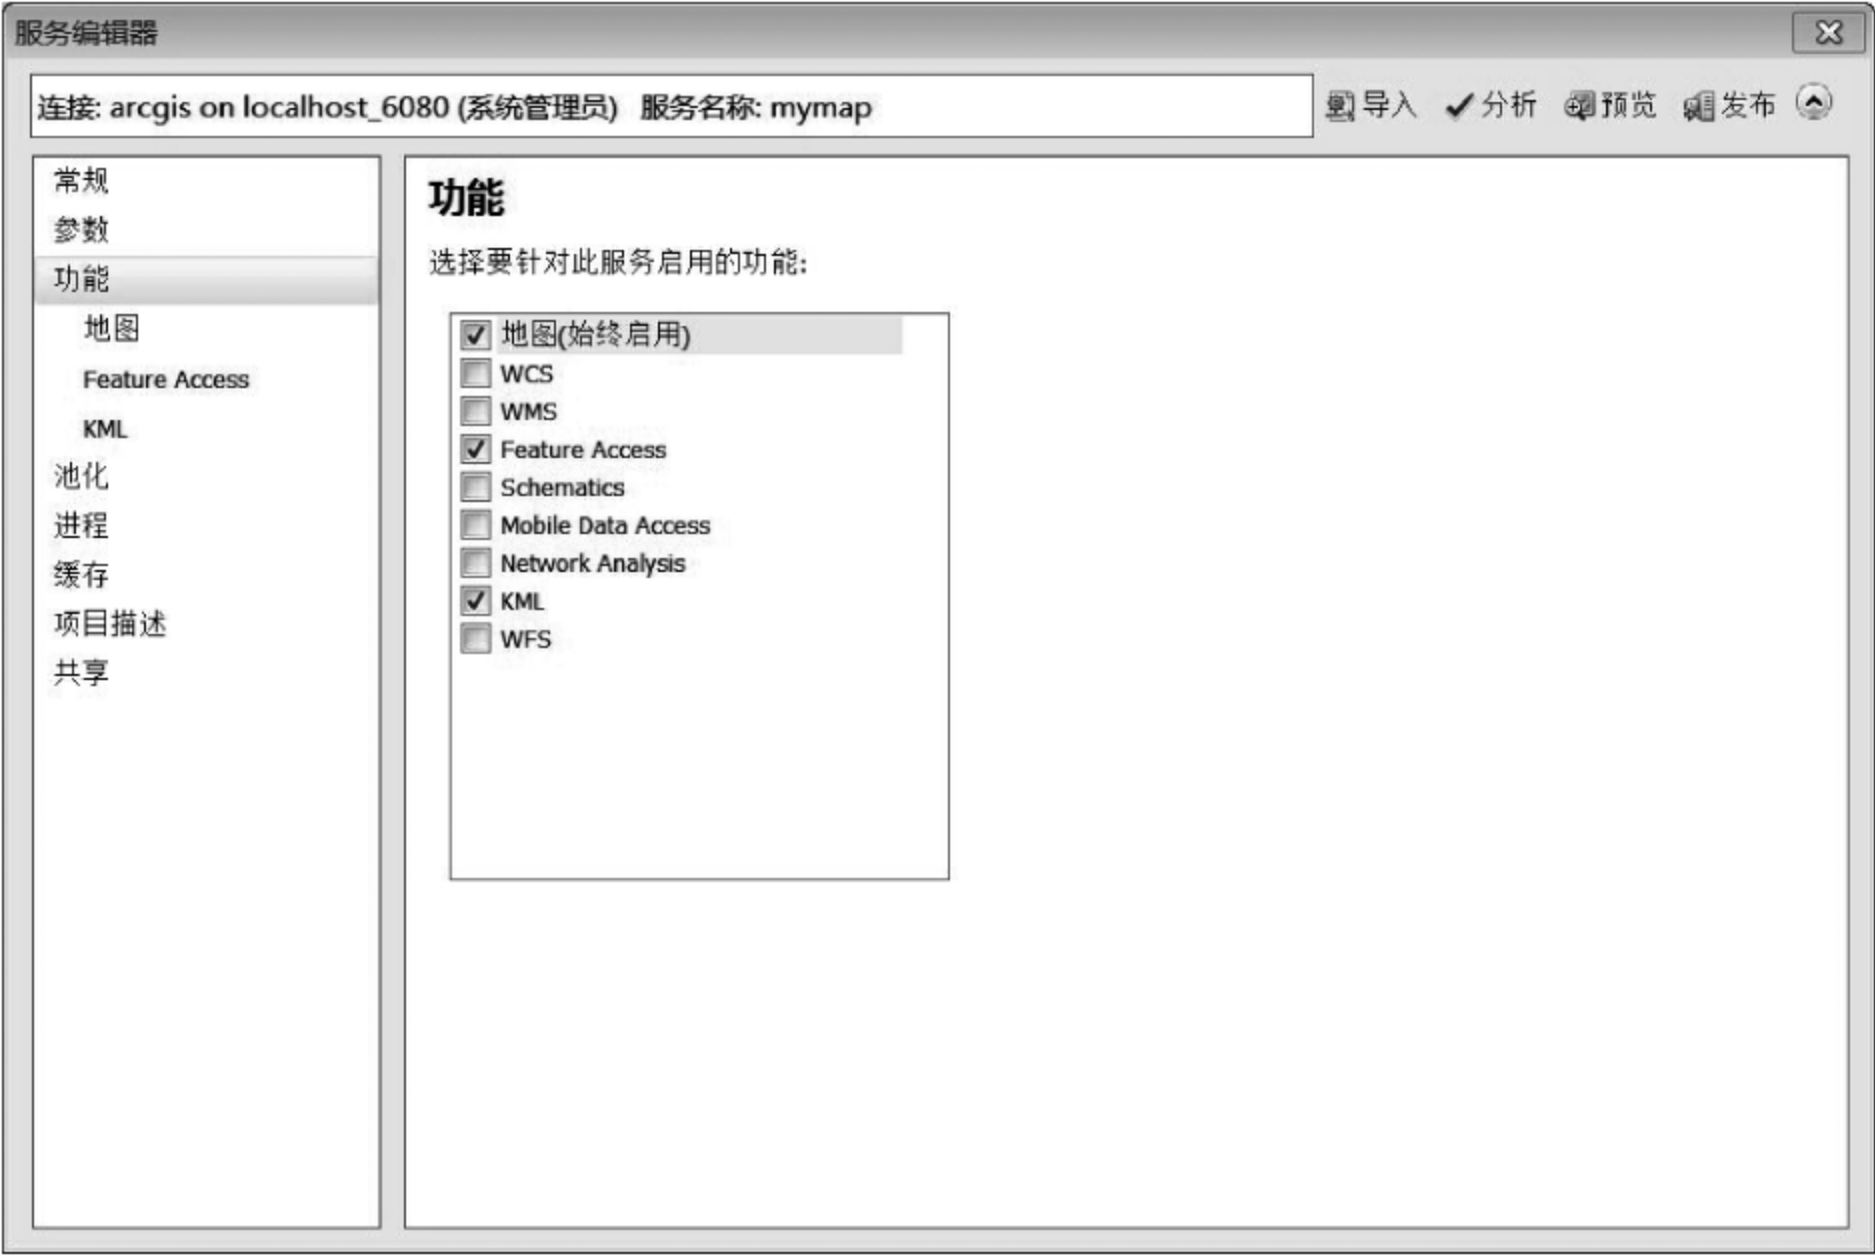 服务编辑器
连接: arcgis on localhost_6080 (系统管理员) 服务名称: mymap 导入 分析 预览 发布
常规
参数
功能
地图
Feature Access
KML
池化
进程
缓存
项目描述
共享
功能
选择要针对此服务启用的功能:
地图(始终启用)
WCS
WMS
Feature Access
Schematics
Mobile Data Access
Network Analysis
KML
WFS